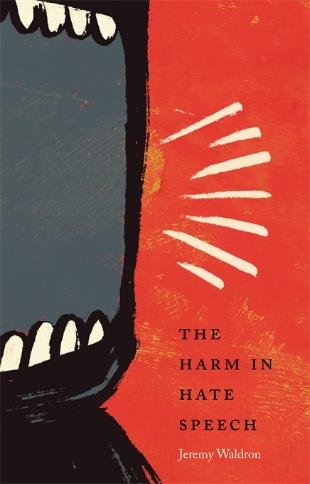 THE
HARM IN
HATE
SPEECH
Jeremy Waldron